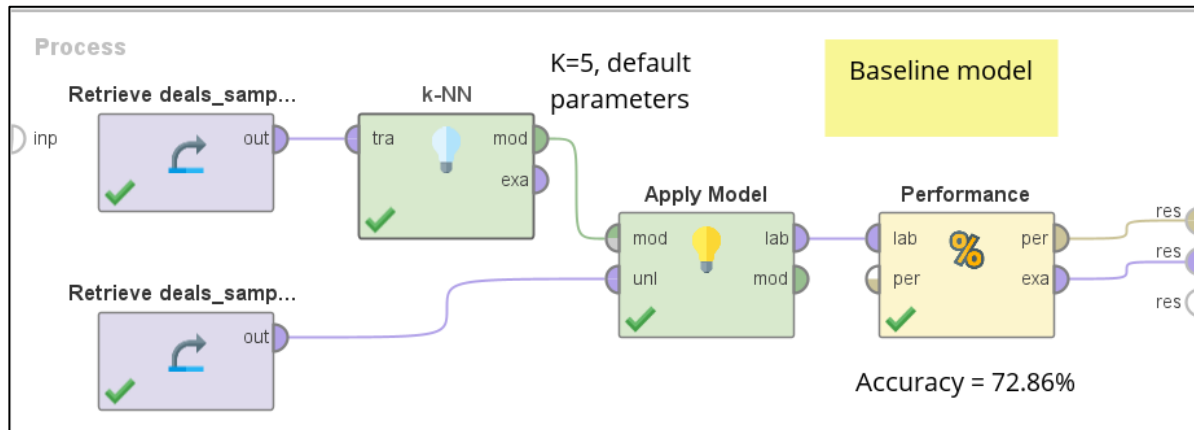 Process
inp
Retrieve deals_samp...
out
k-NN
tra
mod
exa
K=5, default
parameters
Baseline model
Retrieve deals_samp...
out
Apply Model
mod
lab
unl
mod
Performance
%
lab
per
per
exa
res
res
res
Accuracy = 72.86%